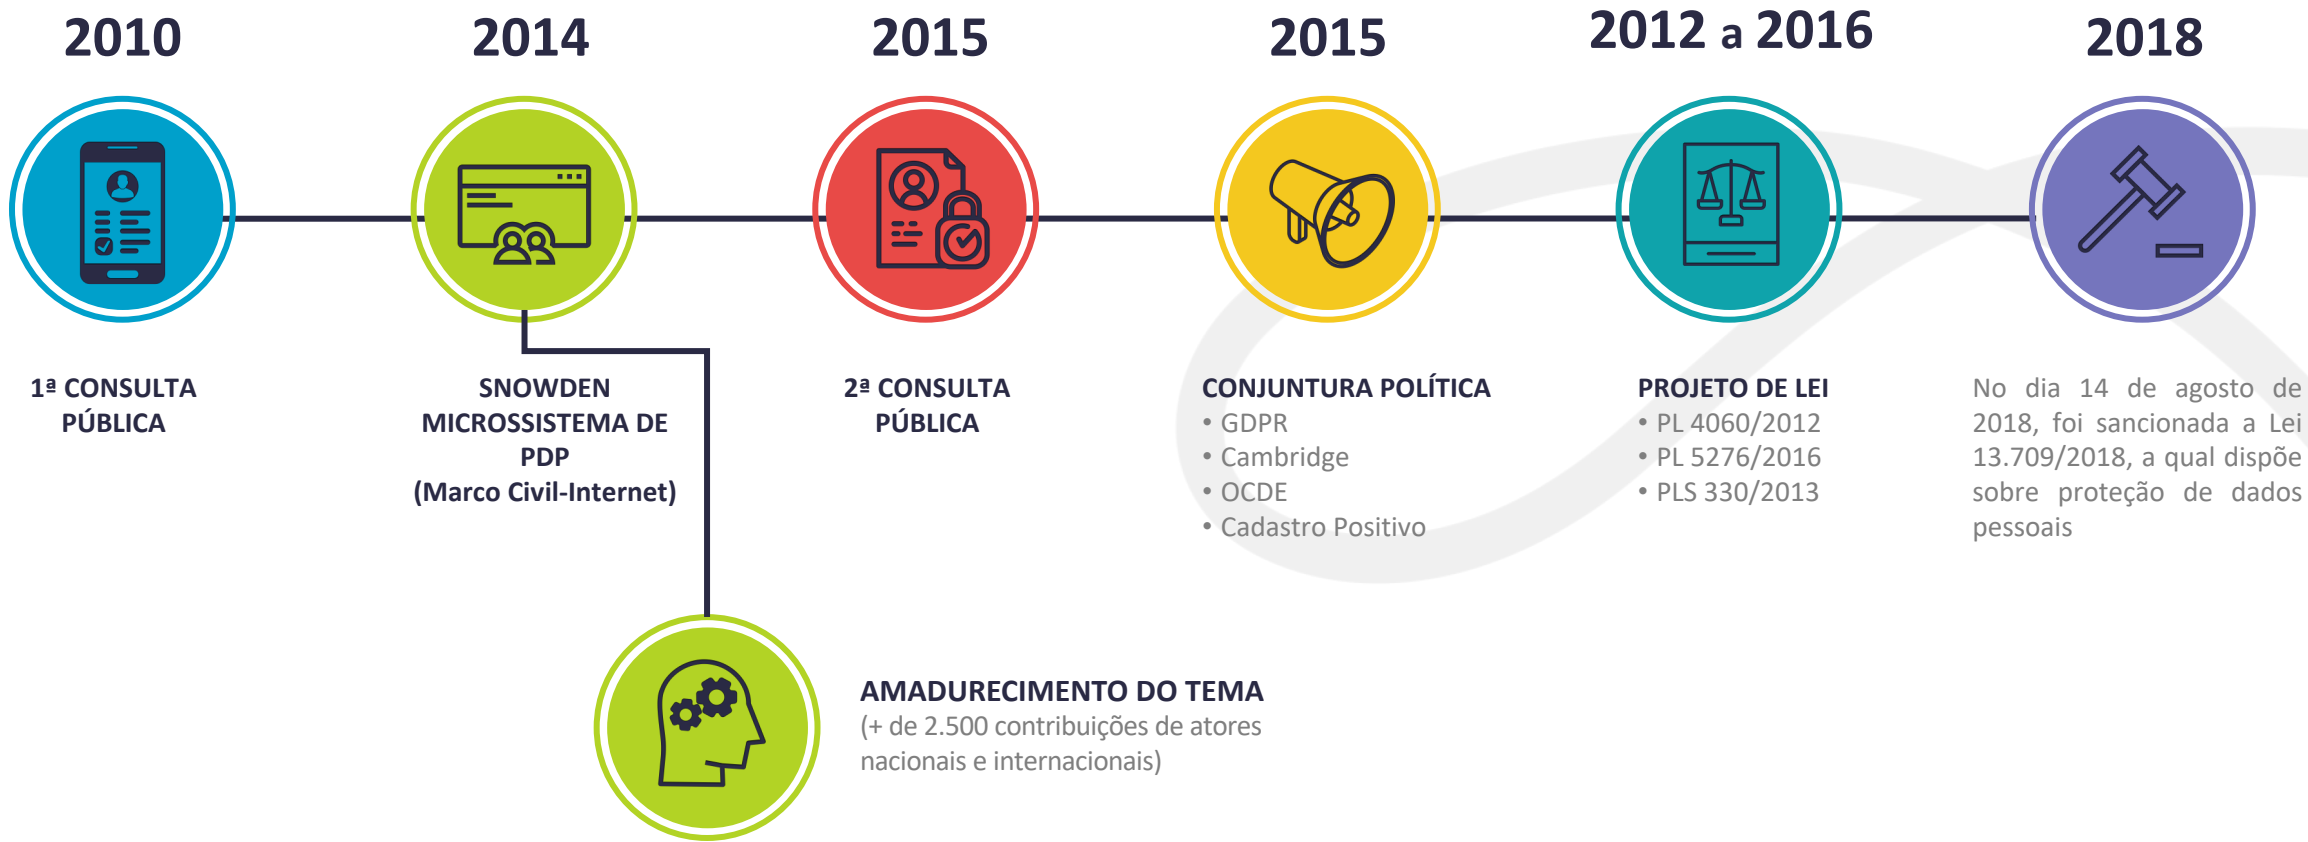 2010
1ª CONSULTA
PÚBLICA
2014
SNOWDEN
MICROSSISTEMA DE
PDP
(Marco Civil-Internet)
AMADURECIMENTO DO TEMA
(+ de 2.500 contribuições de atores
nacionais e internacionais)
2015
2ª CONSULTA
PÚBLICA
2015
CONJUNTURA POLÍTICA
• GDPR
• Cambridge
• OCDE
• Cadastro Positivo
2012 a 2016
PROJETO DE LEI
• PL 4060/2012
• PL 5276/2016
• PLS 330/2013
2018
No dia 14 de agosto de
2018, foi sancionada a Lei
13.709/2018, a qual dispõe
sobre proteção de dados
pessoais